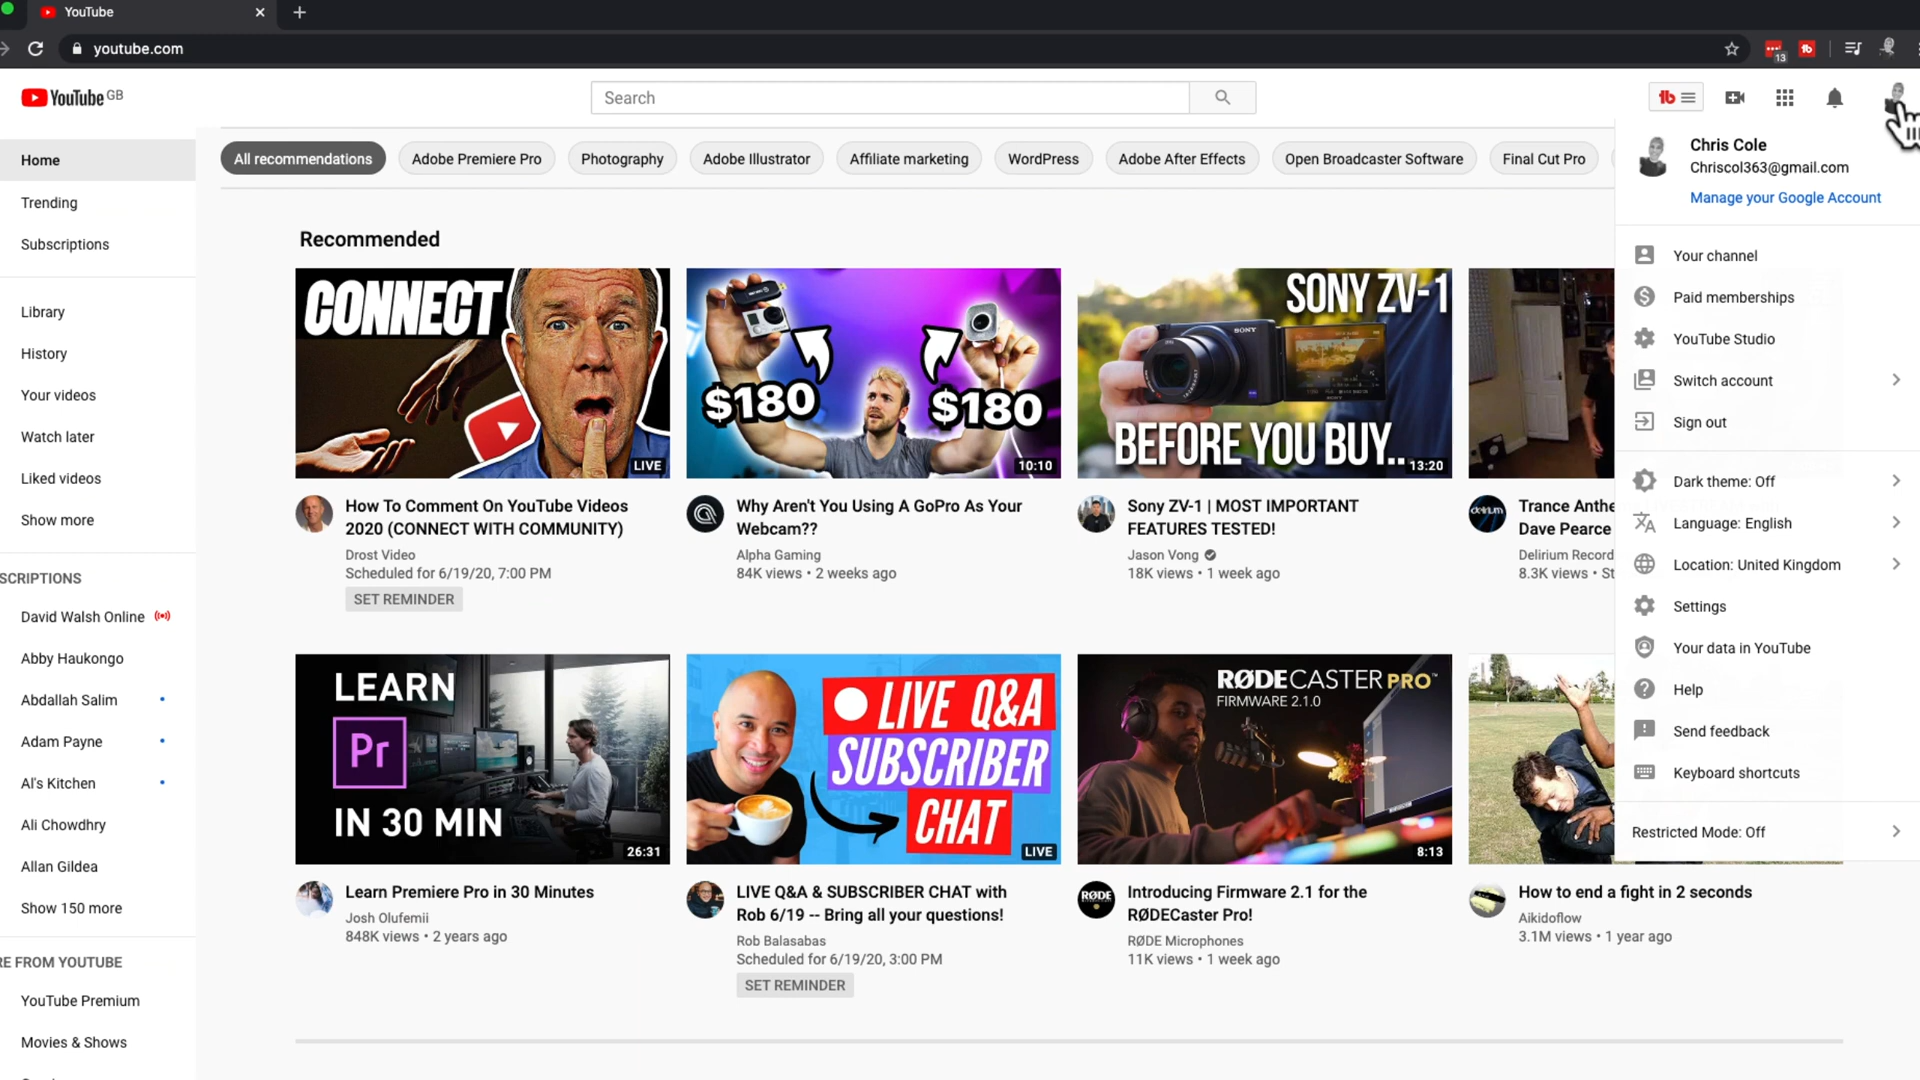 YouTube
youtube.com
13
YouTube GB
Search
Home
Trending
Subscriptions
Library
History
Your videos
Watch later
Liked videos
Show more
SCRIPTIONS
David Walsh Online
Abby Haukongo
Abdallah Salim
Adam Payne
Al's Kitchen
Ali Chowdhry
Allan Gildea
Show 150 more
RE FROM YOUTUBE
YouTube Premium
Movies & Shows
All recommendations
Adobe Premiere Pro
Photography
Adobe Illustrator
Affiliate marketing
WordPress
Adobe After Effects
Open Broadcaster Software
Final Cut Pro
Recommended
CONNECT
LIVE
How To Comment On YouTube Videos
2020 (CONNECT WITH COMMUNITY)
Drost Video
Scheduled for 6/19/20, 7:00 PM
SET REMINDER
$180
$180
10:10
Why Aren't You Using A GoPro As Your
Webcam??
Alpha Gaming
84K views • 2 weeks ago
SONY ZV-1
SONY
BEFORE YOU BUY..
13:20
Sony ZV-1 | MOST IMPORTANT
FEATURES TESTED!
Jason Vong
18K views • 1 week ago
delirium
Trance Anthe
Dave Pearce
Delirium Record
8.3K views • St
LEARN
Pr
IN 30 MIN
26:31
Learn Premiere Pro in 30 Minutes
Josh Olufemii
848K views • 2 years ago
LIVE Q&A
SUBSCRIBER
CHAT
LIVE
LIVE Q&A & SUBSCRIBER CHAT with
Rob 6/19 -- Bring all your questions!
Rob Balasabas
Scheduled for 6/19/20, 3:00 PM
SET REMINDER
RØDECASTER PRO™
FIRMWARE 2.1.0
8:13
RØDE
Introducing Firmware 2.1 for the
RØDECaster Pro!
RØDE Microphones
11K views • 1 week ago
How to end a fight in 2 seconds
Aikidoflow
3.1M views • 1 year ago
Chris Cole
Chriscol363@gmail.com
Manage your Google Account
Your channel
Paid memberships
YouTube Studio
Switch account
Sign out
Dark theme: Off
Language: English
Location: United Kingdom
Settings
Your data in YouTube
Help
Send feedback
Keyboard shortcuts
Restricted Mode: Off